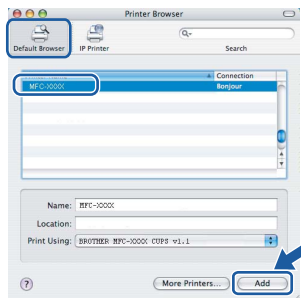 Printer Browser
Default Browser
IP Printer
Search
Connection
MFC-XXXX
Bonjour
Name: MFC-XXXX
Location:
Print Using: BROTHER MFC-XXXX CUPS v1.1
?
More Printers...
Add